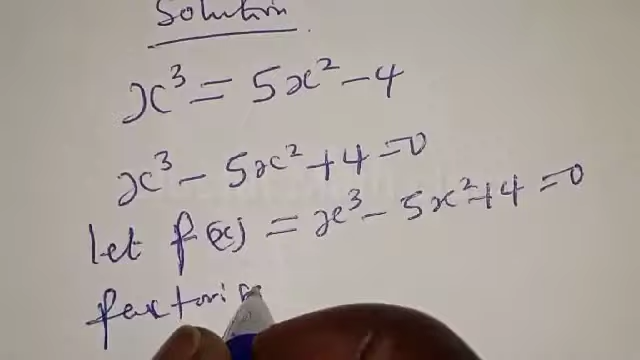 Solution
x³ = 5x² - 4
x³ - 5x² + 4 = 0
let f(x) = x³ - 5x² + 4 = 0